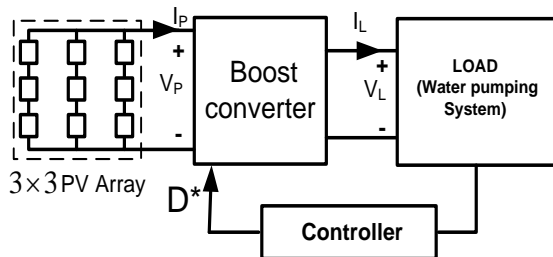 I_P
I_L
+
V_P
-
Boost
converter
+
V_L
-
LOAD
(Water pumping
System)
3×3 PV Array
D*
Controller